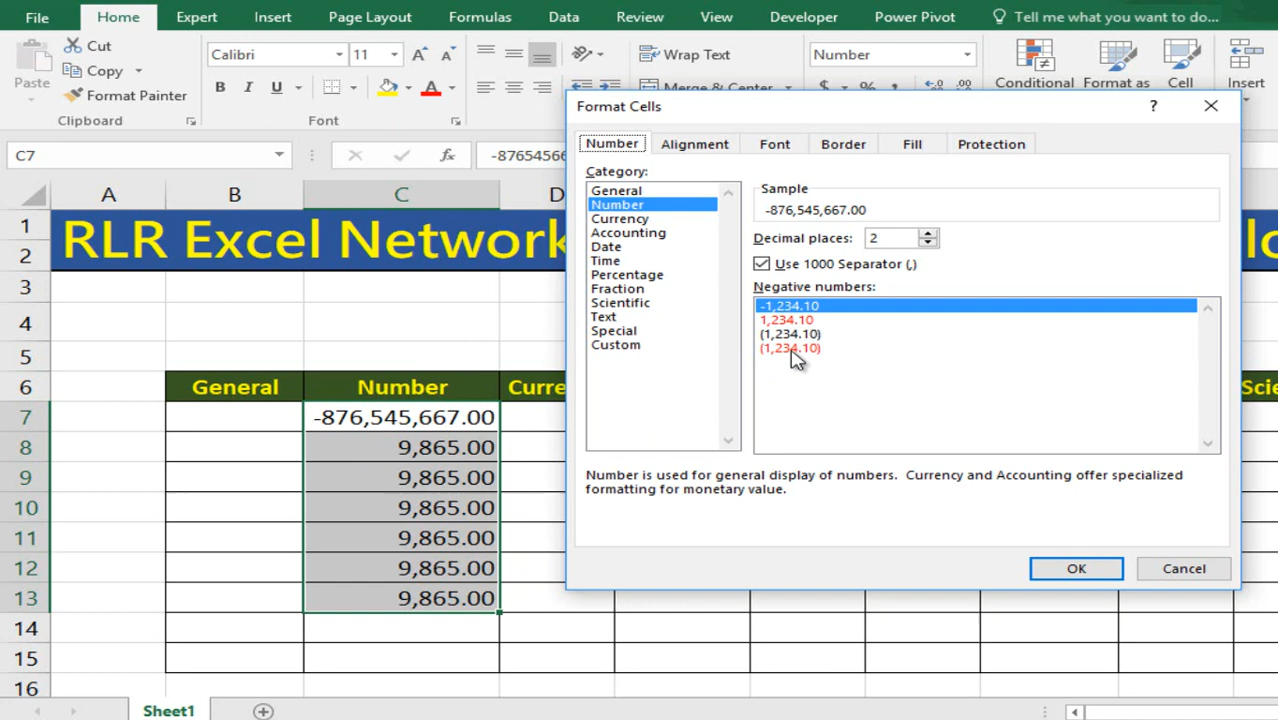 File Home Expert Insert Page Layout Formulas Data Review View Developer Power Pivot Tell me what you want to do...
Paste
Cut
Copy
Format Painter
Clipboard
Calibri 11
B I U
Font
Wrap Text
Merge & Center
Number
$ %
Conditional Format as Cell Insert
C7 fx -87654566
Format Cells ?
Number Alignment Font Border Fill Protection
Category:
General
Number
Currency
Accounting
Date
Time
Percentage
Fraction
Scientific
Text
Special
Custom
Sample
-876,545,667.00
Decimal places: 2
Use 1000 Separator (,)
Negative numbers:
-1,234.10
1,234.10
(1,234.10)
(1,234.10)
Number is used for general display of numbers. Currency and Accounting offer specialized
formatting for monetary value.
OK Cancel
A B C D
1
2
RLR Excel Network
3
4
5
6 General Number Curre Scie
7 -876,545,667.00
8 9,865.00
9 9,865.00
10 9,865.00
11 9,865.00
12 9,865.00
13 9,865.00
14
15
16
Sheet1